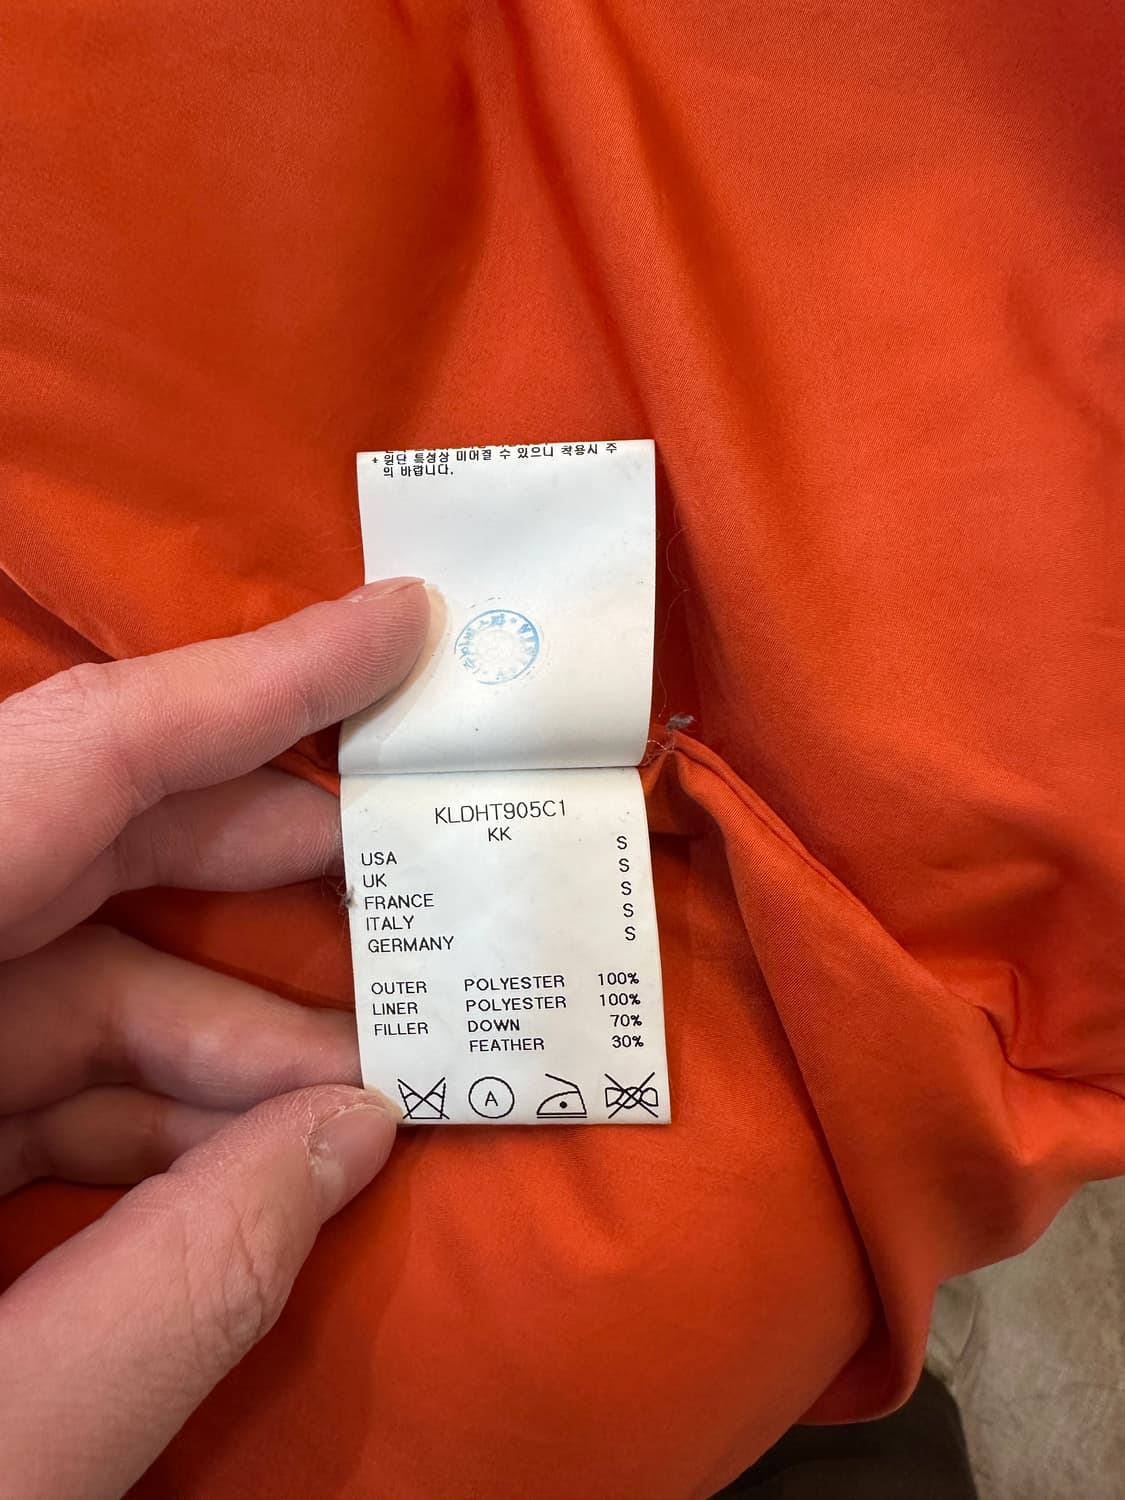 + 원단 특성상 미어질 수 있으니 착용시 주
의 바랍니다.
KLDHT905C1
KK
S
USA S
UK S
FRANCE S
ITALY S
GERMANY
OUTER POLYESTER 100%
LINER POLYESTER 100%
FILLER DOWN 70%
FEATHER 30%
A